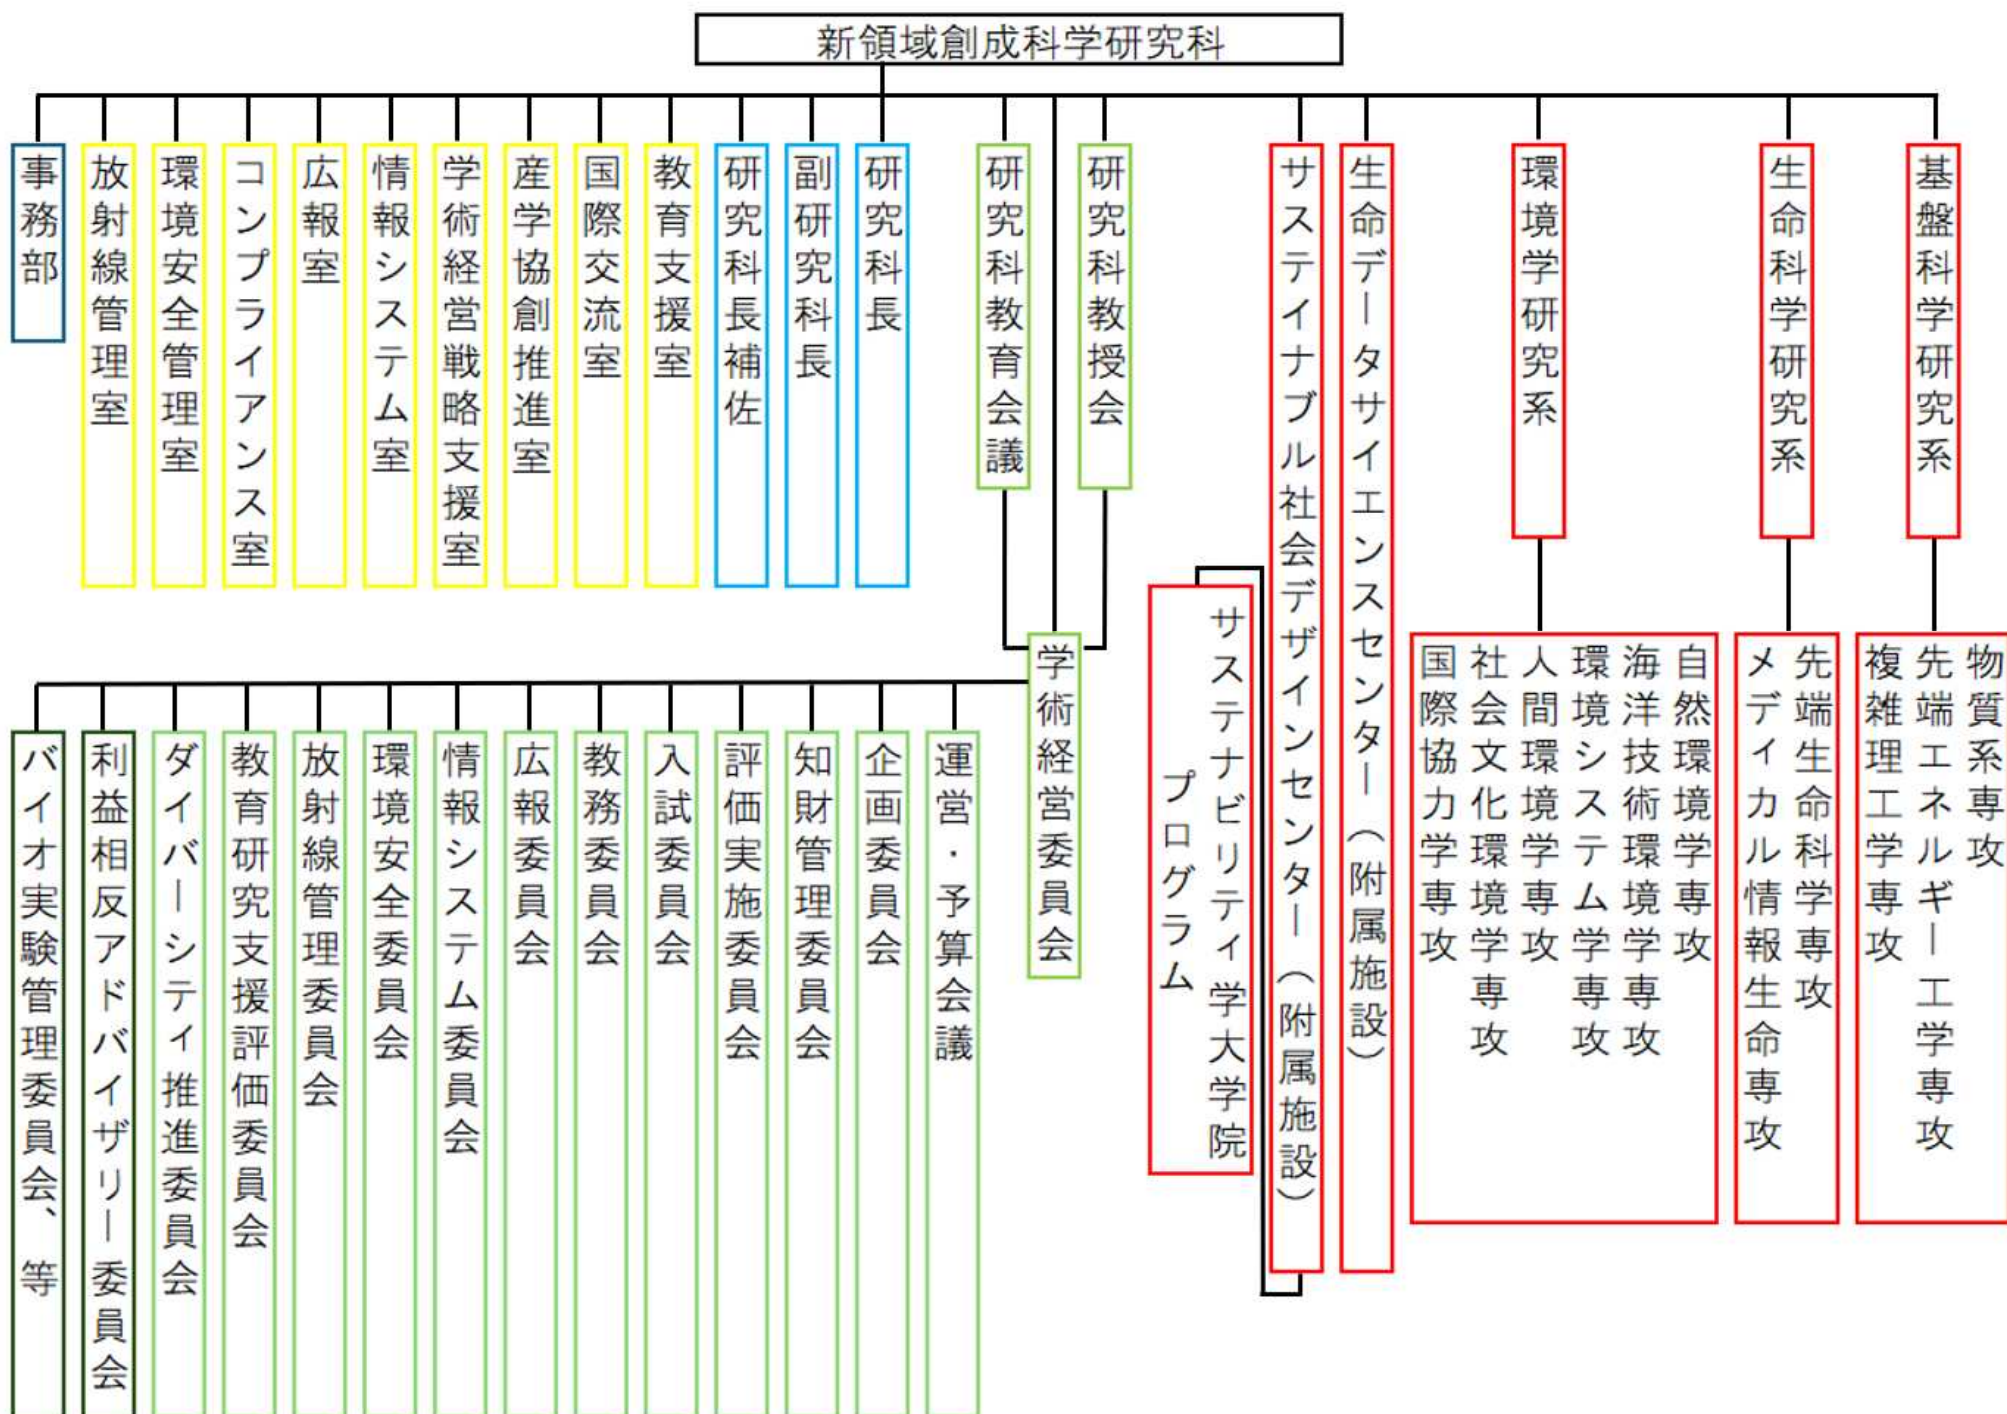 新領域創成科学研究科
基盤科学研究系
生命科学研究系
環境学研究系
生命データサイエンスセンター（附属施設）
サステイナブル社会デザインセンター（附属施設）
研究科教授会
研究科教育会議
研究科長
副研究科長
研究科長補佐
教育支援室
国際交流室
産学協創推進室
学術経営戦略支援室
情報システム室
広報室
コンプライアンス室
環境安全管理室
放射線管理室
事務部
物質系専攻
先端エネルギー工学専攻
複雑理工学専攻
先端生命科学専攻
メディカル情報生命専攻
自然環境学専攻
海洋技術環境学専攻
環境システム学専攻
人間環境学専攻
社会文化環境学専攻
国際協力学専攻
サステナビリティ学大学院
プログラム
学術経営委員会
運営・予算会議
企画委員会
知財管理委員会
評価実施委員会
入試委員会
教務委員会
広報委員会
情報システム委員会
環境安全委員会
放射線管理委員会
教育研究支援評価委員会
ダイバーシティ推進委員会
利益相反アドバイザリー委員会
バイオ実験管理委員会、等